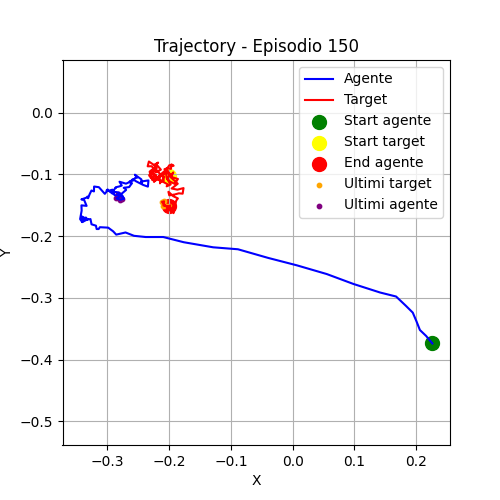 Trajectory - Episodio 150
Agente
Target
Start agente
Start target
End agente
Ultimi target
Ultimi agente
0.0
−0.1
−0.2
−0.3
−0.4
−0.5
Y
−0.3
−0.2
−0.1
0.0
0.1
0.2
X